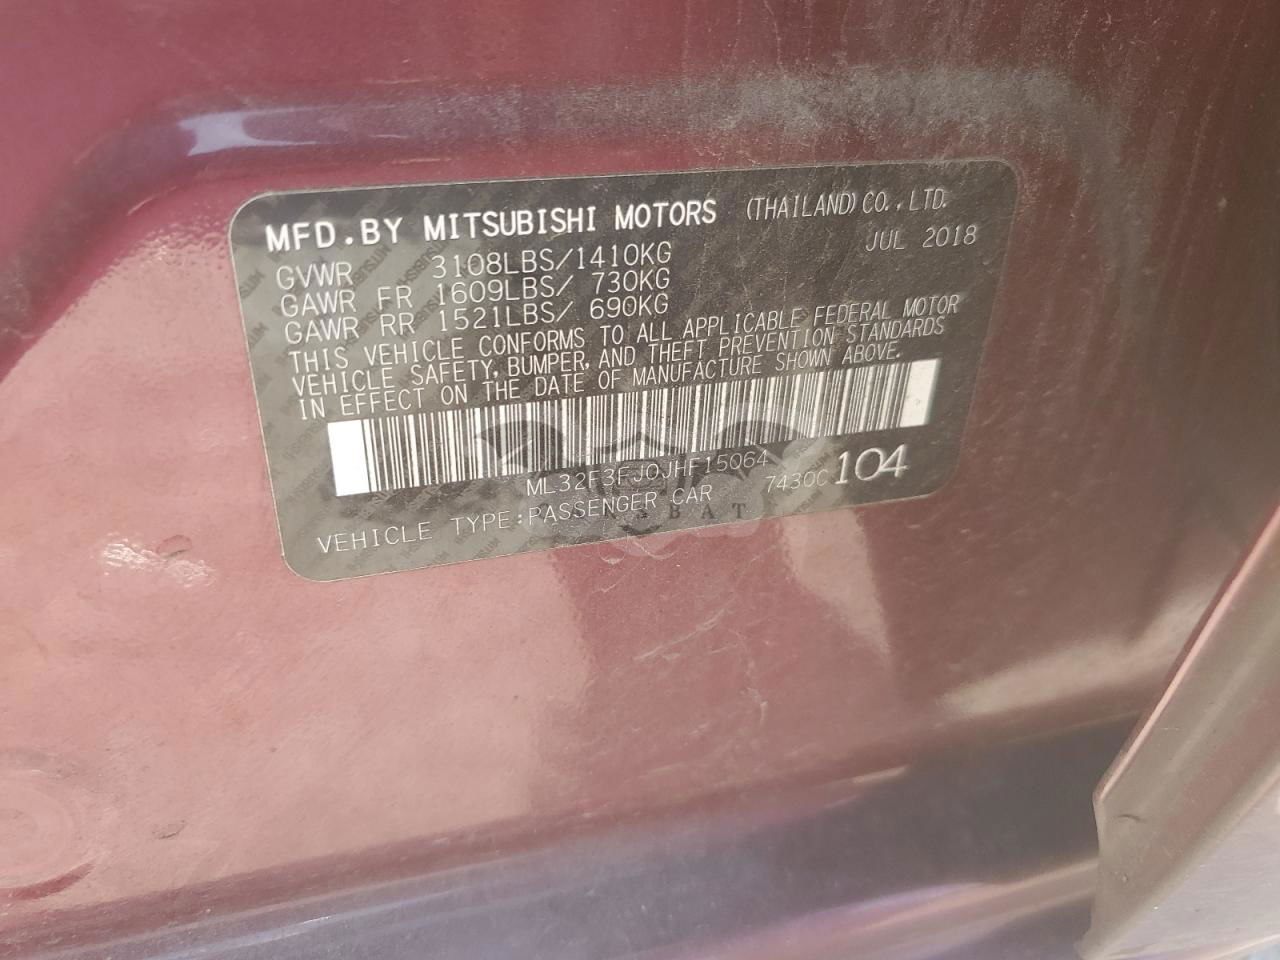 MFD.BY MITSUBISHI MOTORS (THAILAND) CO.,LTD.
JUL 2018
GVWR 3108LBS/1410KG
GAWR FR 1609LBS/ 730KG
GAWR RR 1521LBS/ 690KG
THIS VEHICLE CONFORMS TO ALL APPLICABLE FEDERAL MOTOR
VEHICLE SAFETY, BUMPER, AND THEFT PREVENTION STANDARDS
IN EFFECT ON THE DATE OF MANUFACTURE SHOWN ABOVE.
ML32F3FJ0JHF15064
7430C 104
VEHICLE TYPE:PASSENGER CAR